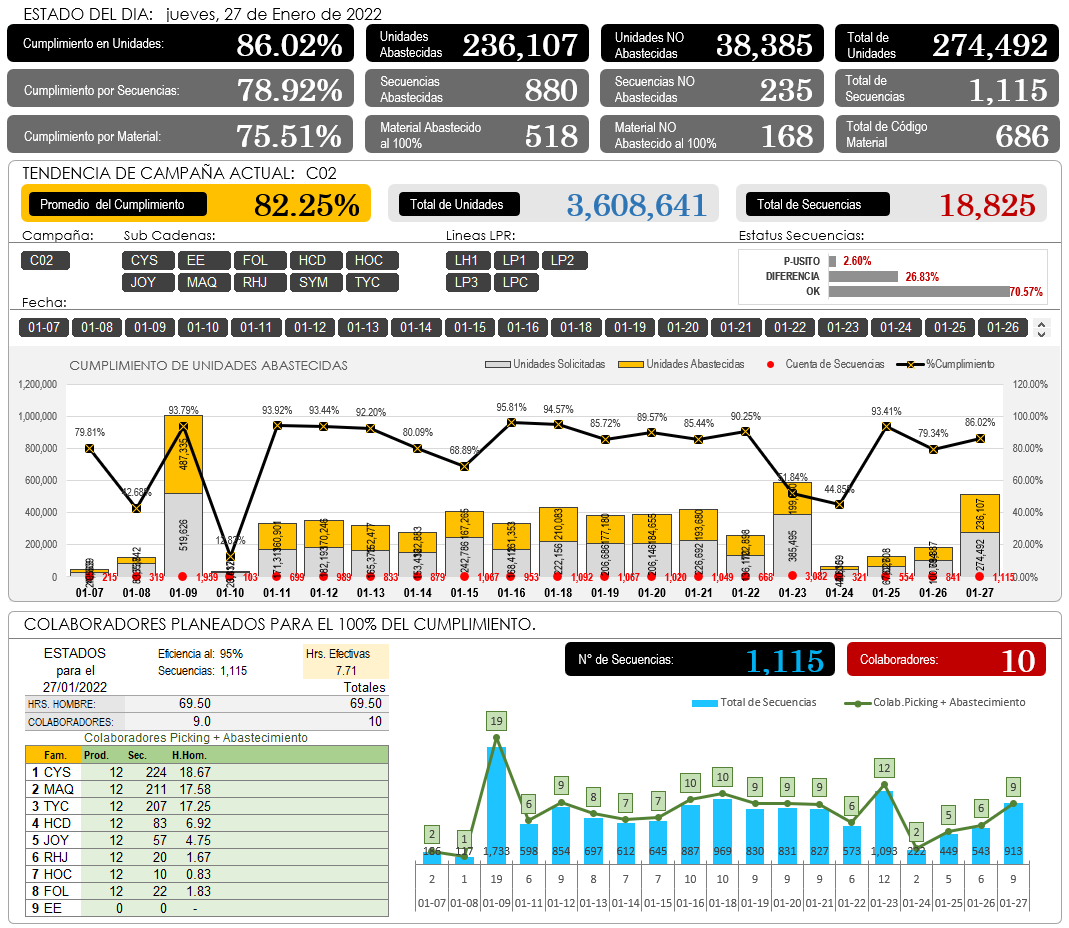 ESTADO DEL DIA: jueves, 27 de Enero de 2022
Cumplimiento en Unidades: 86.02%
Unidades Abastecidas 236,107
Unidades NO Abastecidas 38,385
Total de Unidades 274,492
Cumplimiento por Secuencias: 78.92%
Secuencias Abastecidas 880
Secuencias NO Abastecidas 235
Total de Secuencias 1,115
Cumplimiento por Material: 75.51%
Material Abastecido al 100% 518
Material NO Abastecido al 100% 168
Total de Código Material 686
TENDENCIA DE CAMPAÑA ACTUAL: C02
Promedio del Cumplimiento 82.25%
Total de Unidades 3,608,641
Total de Secuencias 18,825
Campaña: Sub Cadenas: Lineas LPR: Estatus Secuencias:
C02 CYS EE FOL HCD HOC LH1 LP1 LP2
JOY MAQ RHJ SYM TYC LP3 LPC
P-USITO 2.60%
DIFERENCIA 26.83%
OK 70.57%
Fecha:
01-07 01-08 01-09 01-10 01-11 01-12 01-13 01-14 01-15 01-16 01-18 01-19 01-20 01-21 01-22 01-23 01-24 01-25 01-26
CUMPLIMIENTO DE UNIDADES ABASTECIDAS
Unidades Solicitadas Unidades Abastecidas Cuenta de Secuencias %Cumplimiento
1,200,000
1,000,000
800,000
600,000
400,000
200,000
0
120.00%
100.00%
80.00%
60.00%
40.00%
20.00%
0.00%
79.81% 42.68% 93.79% 12.82% 93.92% 93.44% 92.20% 80.09% 68.89% 95.81% 94.57% 85.72% 89.57% 85.44% 90.25% 51.84% 44.85% 93.41% 79.34% 86.02%
487,335 160,901 170,246 152,477 122,883 167,265 161,353 210,083 177,180 184,655 193,680 236,107
519,626 171,311 182,193 165,37 242,786 168,41 222,156 206,686 206,146 226,692 385,495 274,492
215 319 1,959 103 699 989 833 879 1,067 953 1,092 1,067 1,020 1,049 668 3,082 321 554 841 1,115
01-07 01-08 01-09 01-10 01-11 01-12 01-13 01-14 01-15 01-16 01-18 01-19 01-20 01-21 01-22 01-23 01-24 01-25 01-26 01-27
COLABORADORES PLANEADOS PARA EL 100% DEL CUMPLIMIENTO.
ESTADOS para el 27/01/2022
Eficiencia al: 95%
Secuencias: 1,115
Hrs. Efectivas
7.71
Totales
HRS. HOMBRE: 69.50 69.50
COLABORADORES: 9.0 10
Colaboradores Picking + Abastecimiento
Fam. Prod. Sec. H.Hom.
1 CYS 12 224 18.67
2 MAQ 12 211 17.58
3 TYC 12 207 17.25
4 HCD 12 83 6.92
5 JOY 12 57 4.75
6 RHJ 12 20 1.67
7 HOC 12 10 0.83
8 FOL 12 22 1.83
9 EE 0 0 -
N° de Secuencias: 1,115
Colaboradores: 10
Total de Secuencias Colab.Picking + Abastecimiento
2 1 19 6 9 8 7 7 10 10 9 9 9 6 12 2 5 6 9
186 117 1,733 598 854 697 612 645 887 969 830 831 827 573 1,093 222 449 543 913
2 1 19 6 9 8 7 7 10 10 9 9 9 6 12 2 5 6 9
01-07 01-08 01-09 01-11 01-12 01-13 01-14 01-15 01-16 01-18 01-19 01-20 01-21 01-22 01-23 01-24 01-25 01-26 01-27